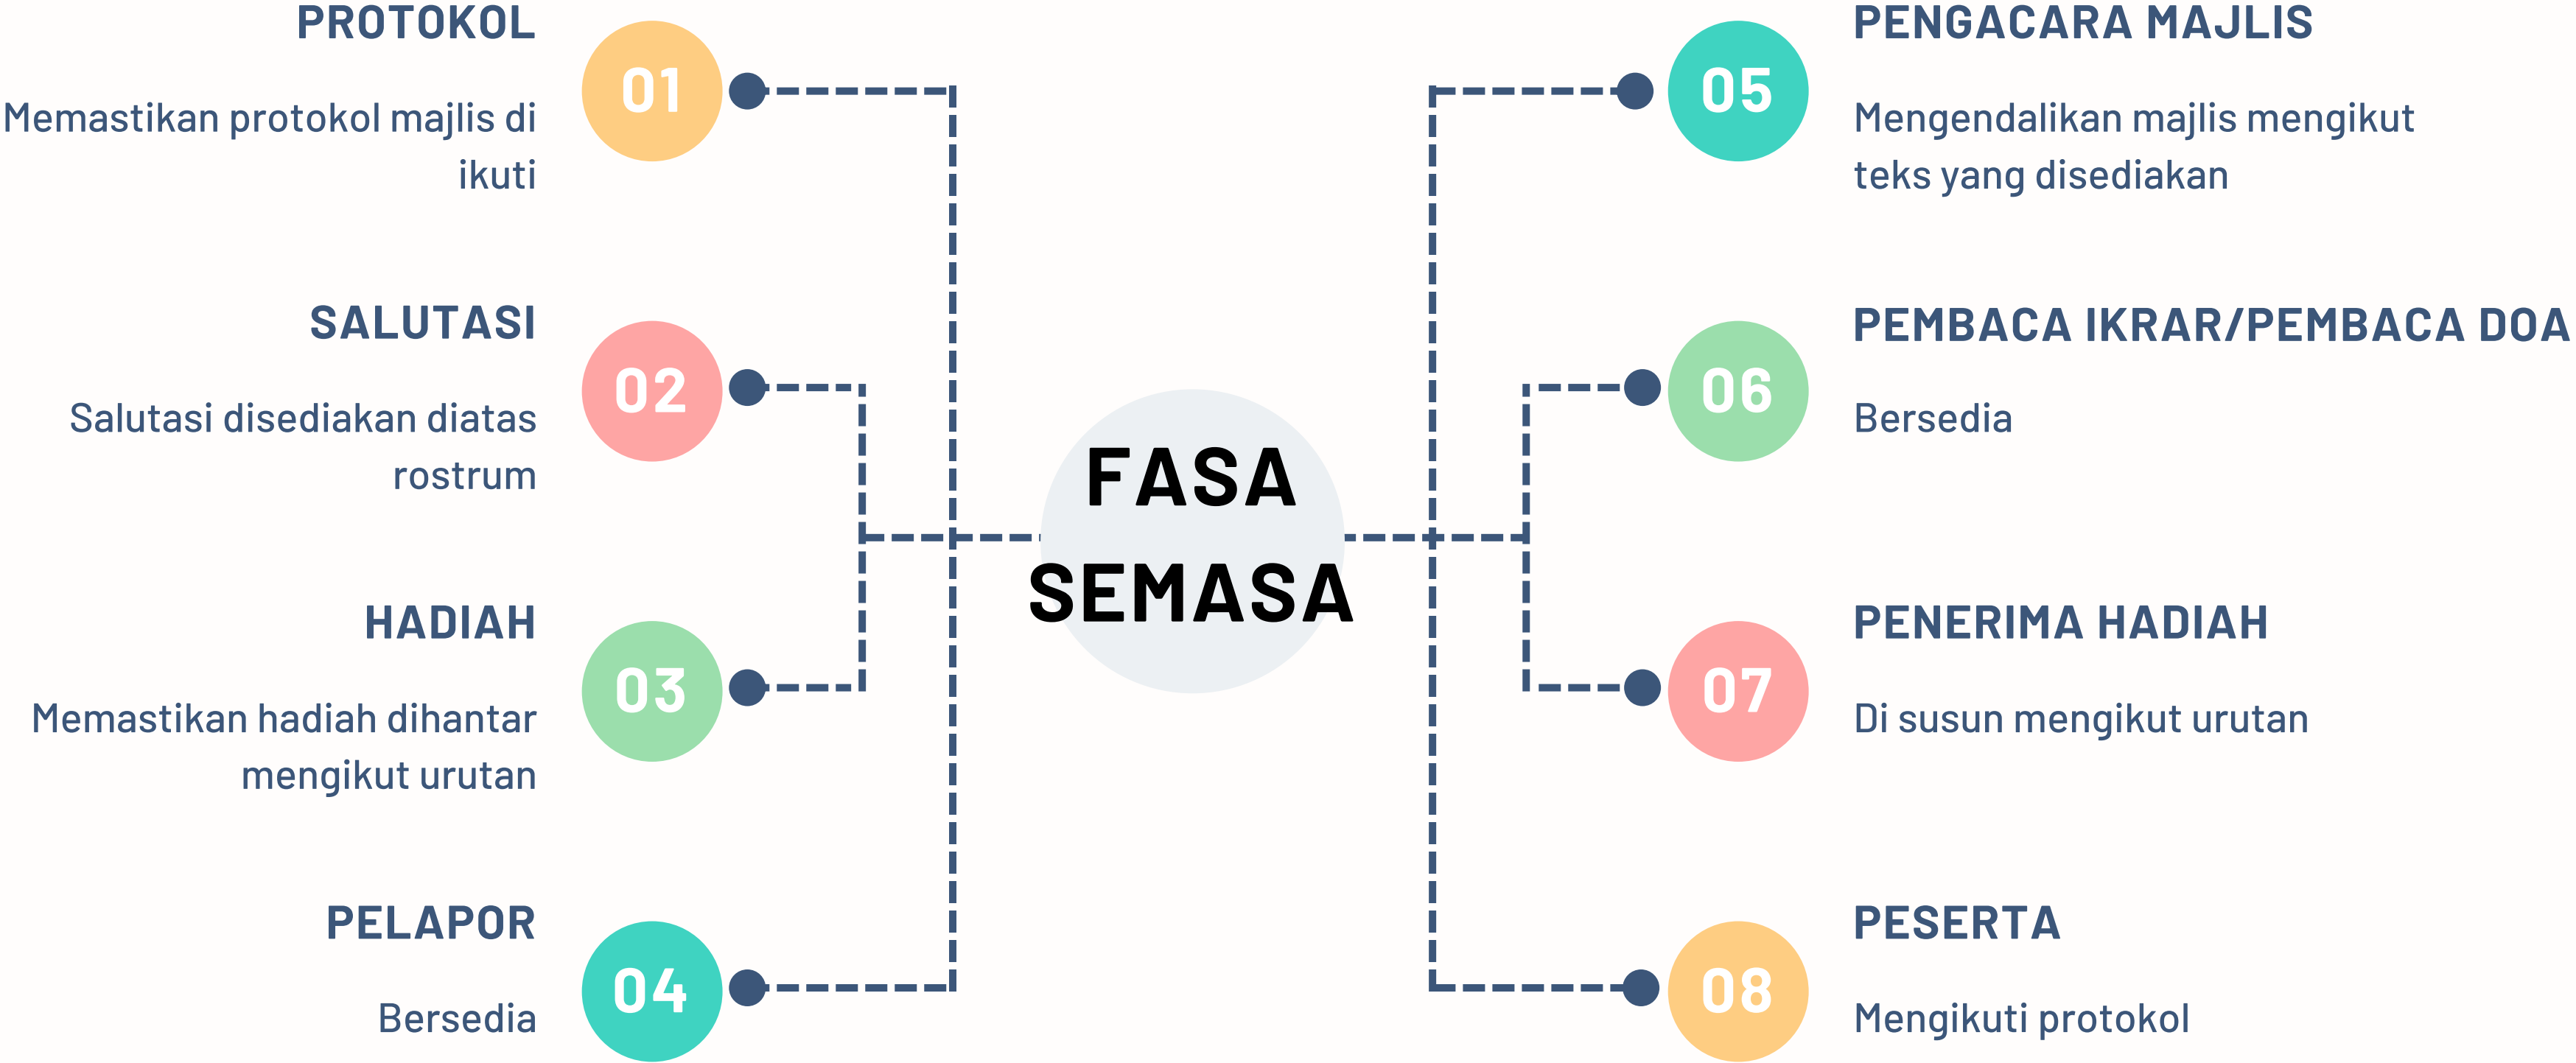 PROTOKOL
01
Memastikan protokol majlis di
ikuti
SALUTASI
02
Salutasi disediakan diatas
rostrum
HADIAH
03
Memastikan hadiah dihantar
mengikut urutan
PELAPOR
04
Bersedia
FASA
SEMASA
PENGACARA MAJLIS
05
Mengendalikan majlis mengikut
teks yang disediakan
PEMBACA IKRAR/PEMBACA DOA
06
Bersedia
PENERIMA HADIAH
07
Di susun mengikut urutan
PESERTA
08
Mengikuti protokol